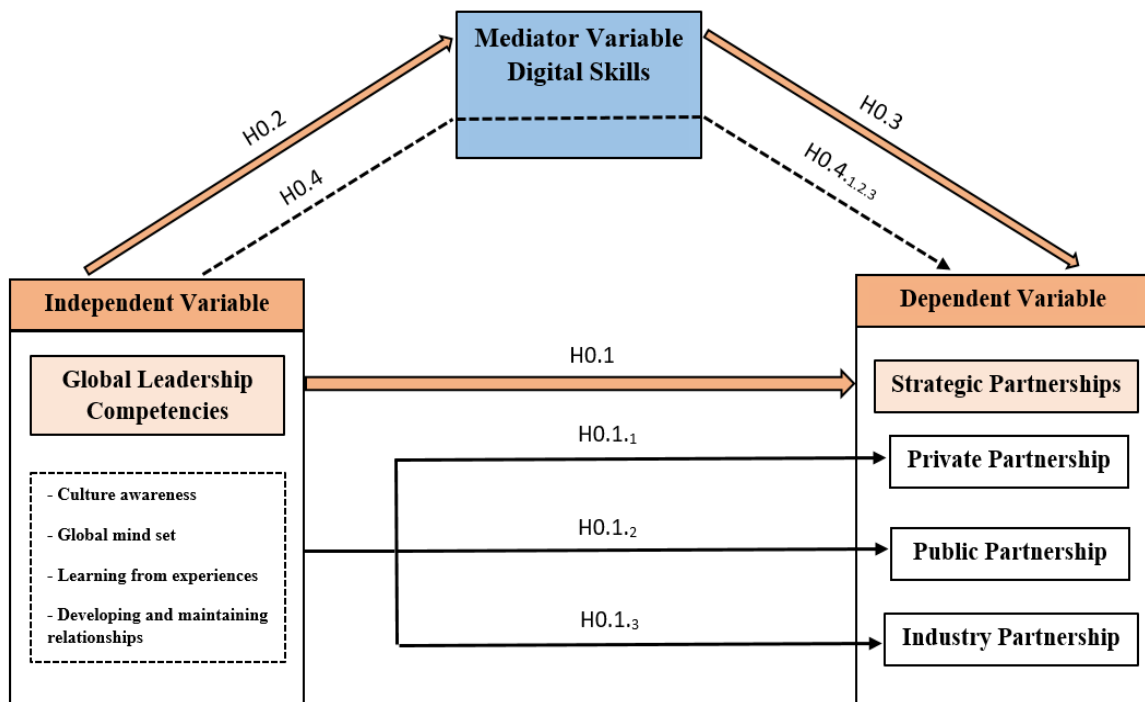 Mediator Variable
Digital Skills
H0.2
H0.3
H0.4
H0.4.1.2.3
Independent Variable
Dependent Variable
Global Leadership
Competencies
H0.1
Strategic Partnerships
H0.1.1
Private Partnership
- Culture awareness
- Global mind set
- Learning from experiences
- Developing and maintaining
relationships
H0.1.2
Public Partnership
H0.1.3
Industry Partnership